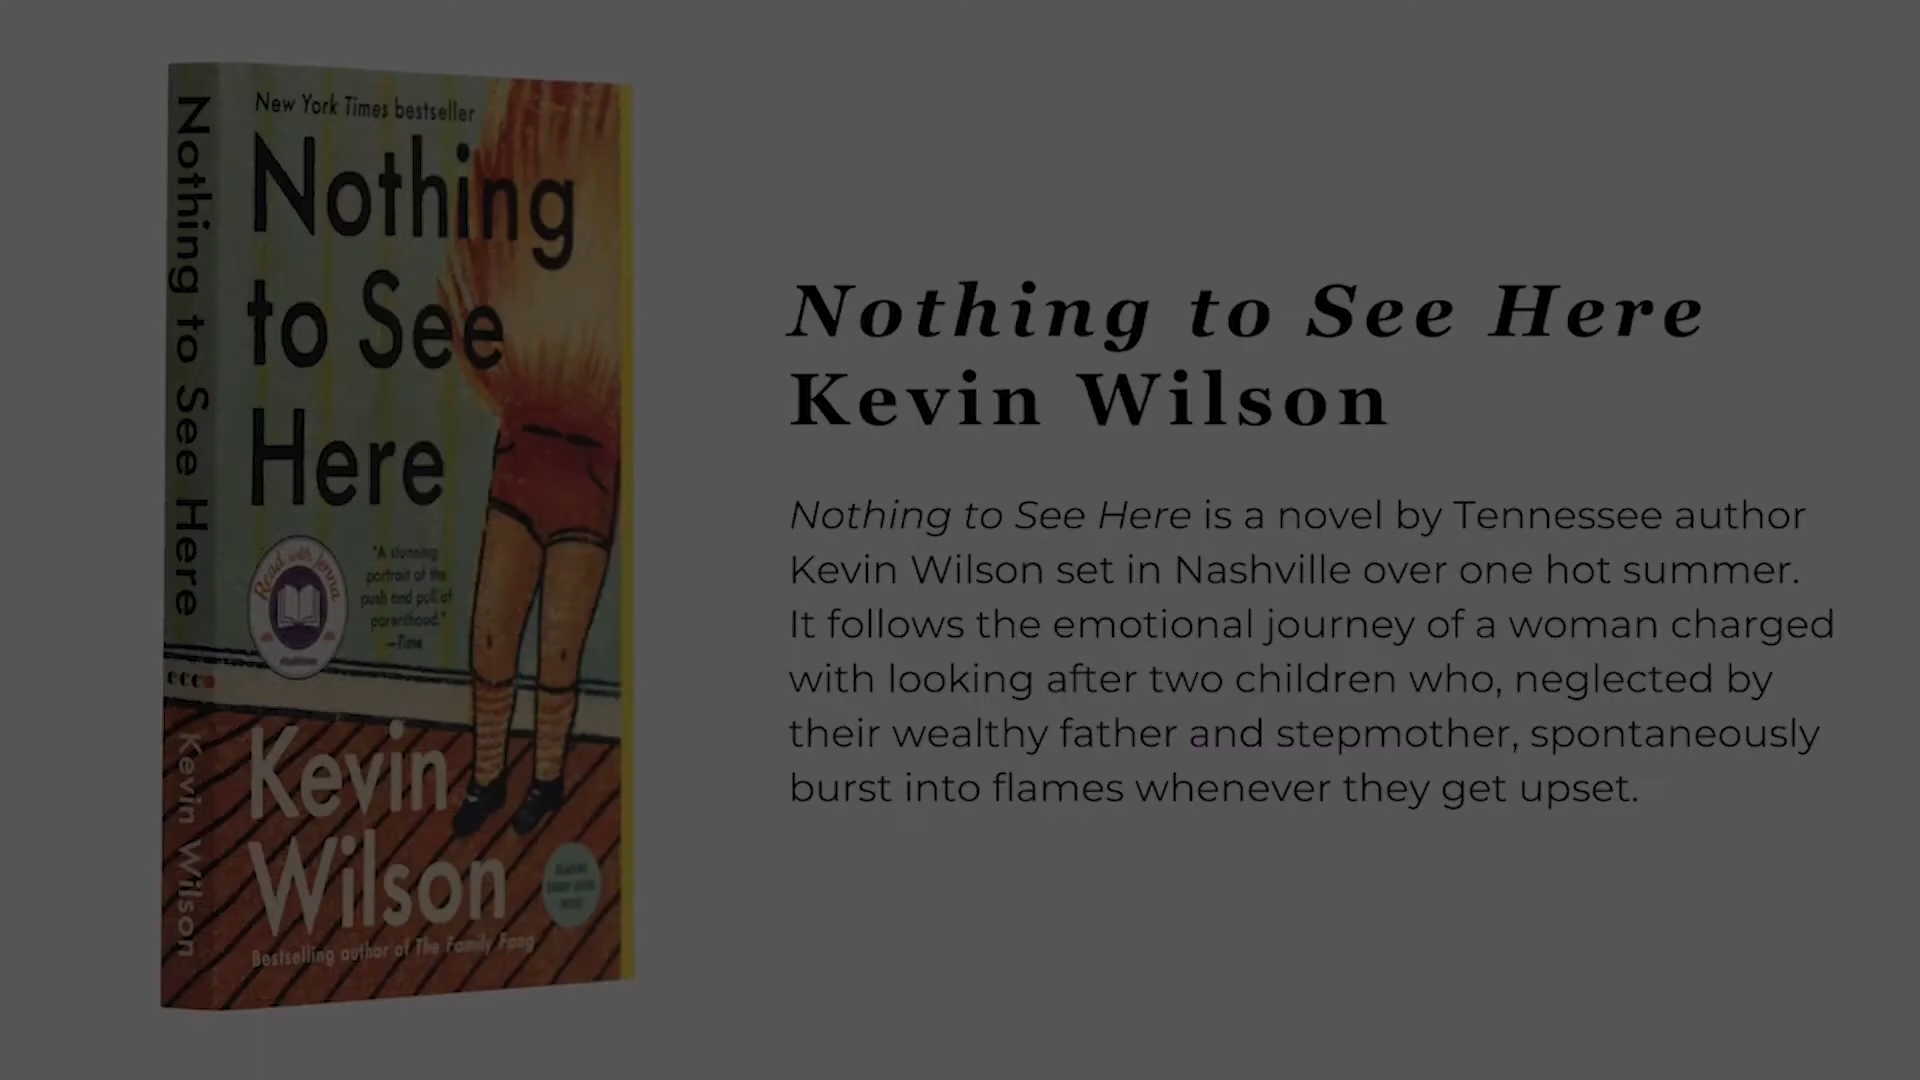 Nothing to See Here
Kevin Wilson
New York Times bestseller
Nothing
to See
Here
Read with Jenna
"A stunning
portrait of the
push and pull of
parenthood."
—Time
ecco
Kevin
Wilson
Bestselling author of The Family Fang
Nothing to See Here
Kevin Wilson
Nothing to See Here is a novel by Tennessee author
Kevin Wilson set in Nashville over one hot summer.
It follows the emotional journey of a woman charged
with looking after two children who, neglected by
their wealthy father and stepmother, spontaneously
burst into flames whenever they get upset.